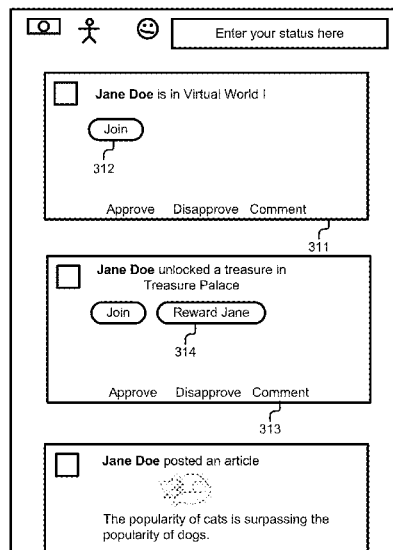 Enter your status here
Jane Doe is in Virtual World I
Join
312
Approve Disapprove Comment
311
Jane Doe unlocked a treasure in
Treasure Palace
Join Reward Jane
314
Approve Disapprove Comment
313
Jane Doe posted an article
The popularity of cats is surpassing the
popularity of dogs.